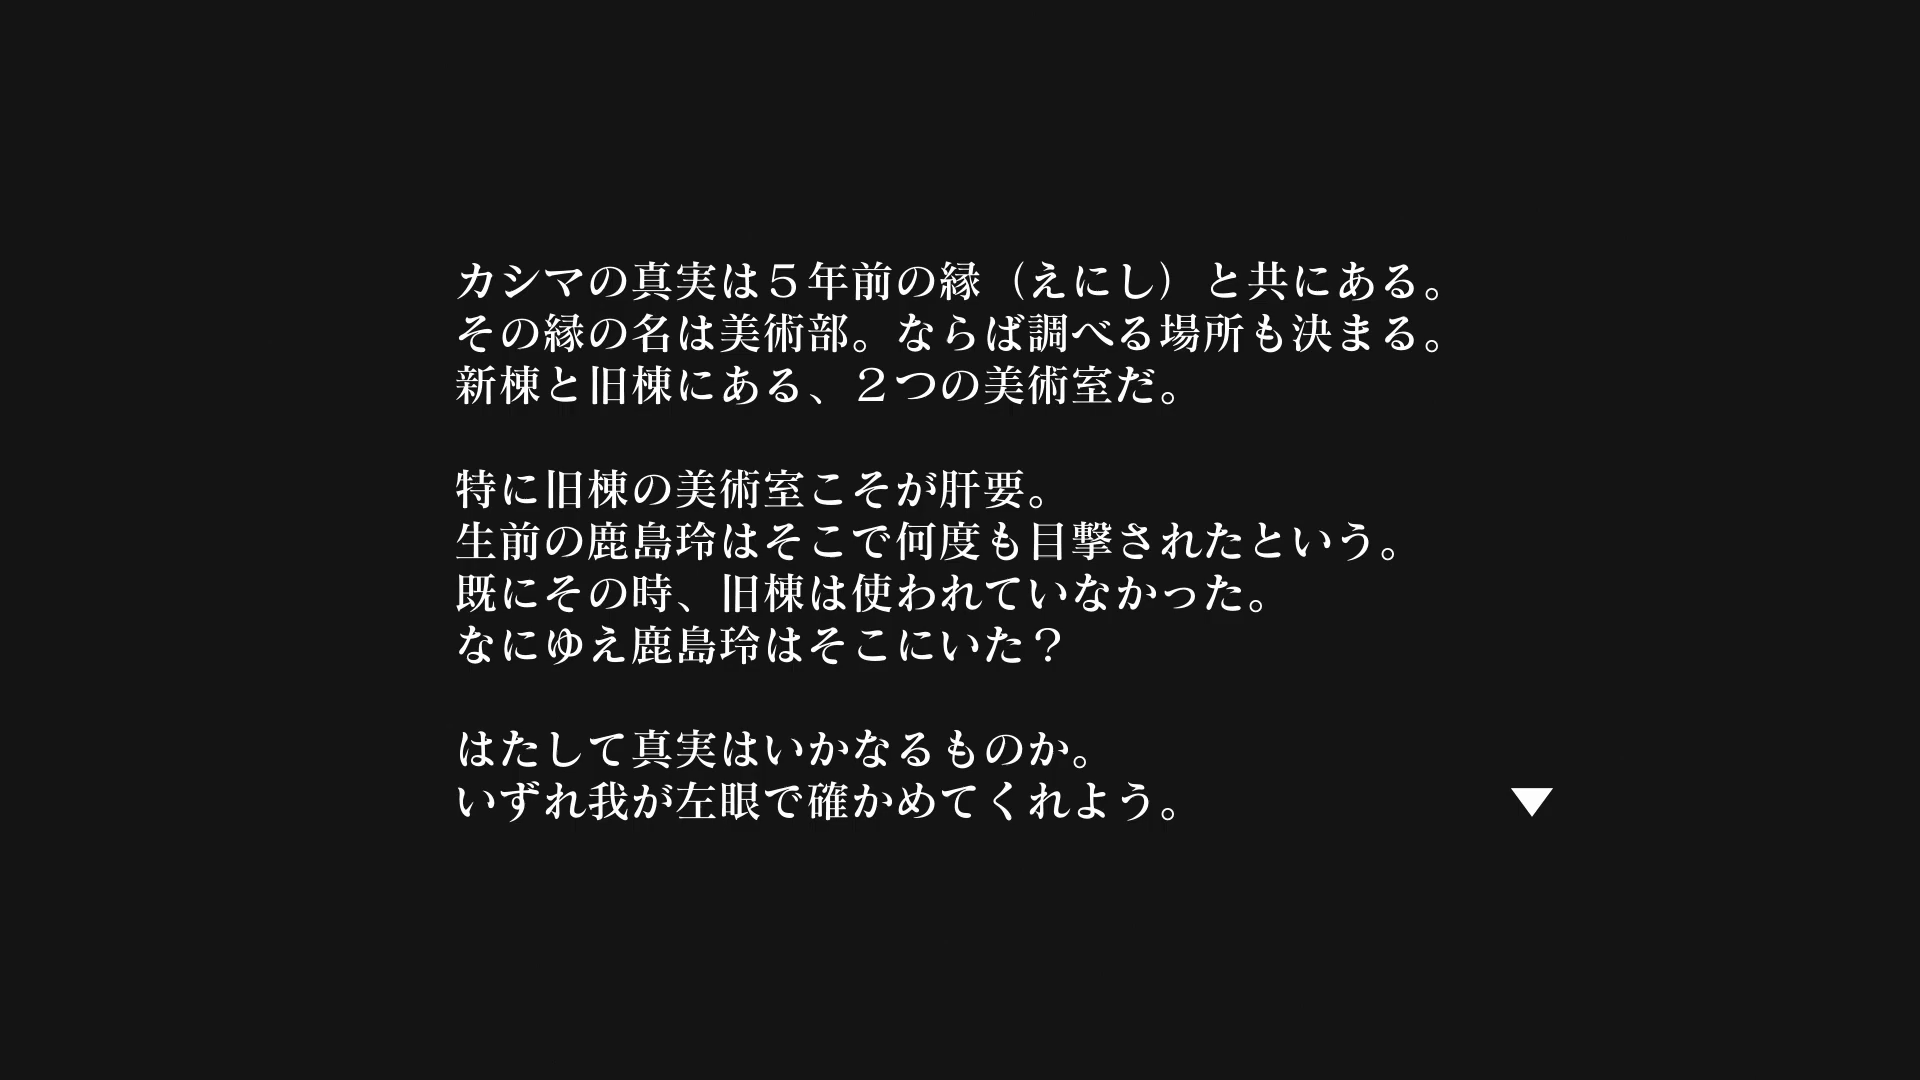 カシマの真実は５年前の縁（えにし）と共にある。
その縁の名は美術部。ならば調べる場所も決まる。
新棟と旧棟にある、２つの美術室だ。
特に旧棟の美術室こそが肝要。
生前の鹿島玲はそこで何度も目撃されたという。
既にその時、旧棟は使われていなかった。
なにゆえ鹿島玲はそこにいた？
はたして真実はいかなるものか。
いずれ我が左眼で確かめてくれよう。